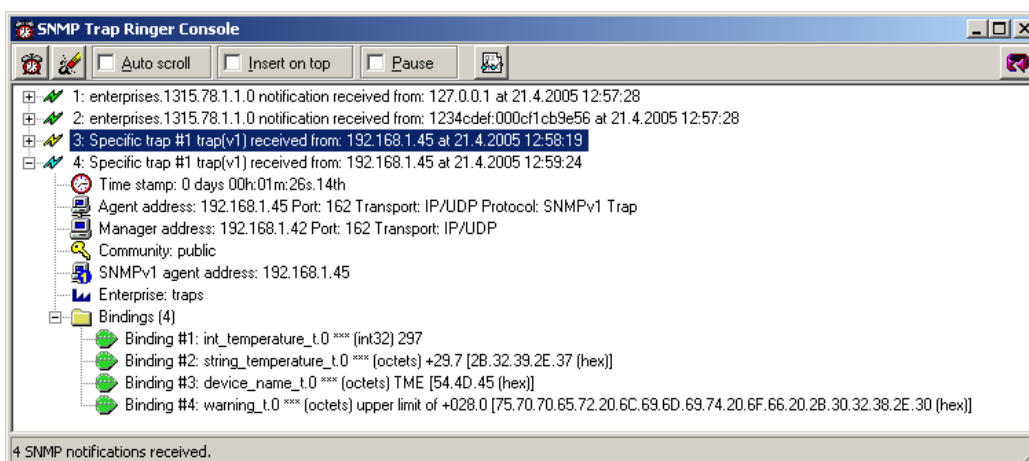 SNMP Trap Ringer Console
Auto scroll Insert on top Pause
1: enterprises.1315.78.1.1.0 notification received from: 127.0.0.1 at 21.4.2005 12:57:28
2: enterprises.1315.78.1.1.0 notification received from: 1234cdef:000cf1cb9e56 at 21.4.2005 12:57:28
3: Specific trap #1 trap(v1) received from: 192.168.1.45 at 21.4.2005 12:58:19
4: Specific trap #1 trap(v1) received from: 192.168.1.45 at 21.4.2005 12:59:24
Time stamp: 0 days 00h:01m:26s.14th
Agent address: 192.168.1.45 Port: 162 Transport: IP/UDP Protocol: SNMPv1 Trap
Manager address: 192.168.1.42 Port: 162 Transport: IP/UDP
Community: public
SNMPv1 agent address: 192.168.1.45
Enterprise: traps
Bindings (4)
Binding #1: int_temperature_t.0 *** (int32) 297
Binding #2: string_temperature_t.0 *** (octets) +29.7 [2B.32.39.2E.37 (hex)]
Binding #3: device_name_t.0 *** (octets) TME [54.4D.45 (hex)]
Binding #4: warning_t.0 *** (octets) upper limit of +028.0 [75.70.70.65.72.20.6C.69.6D.69.74.20.6F.66.20.2B.30.32.38.2E.30 (hex)]
4 SNMP notifications received.